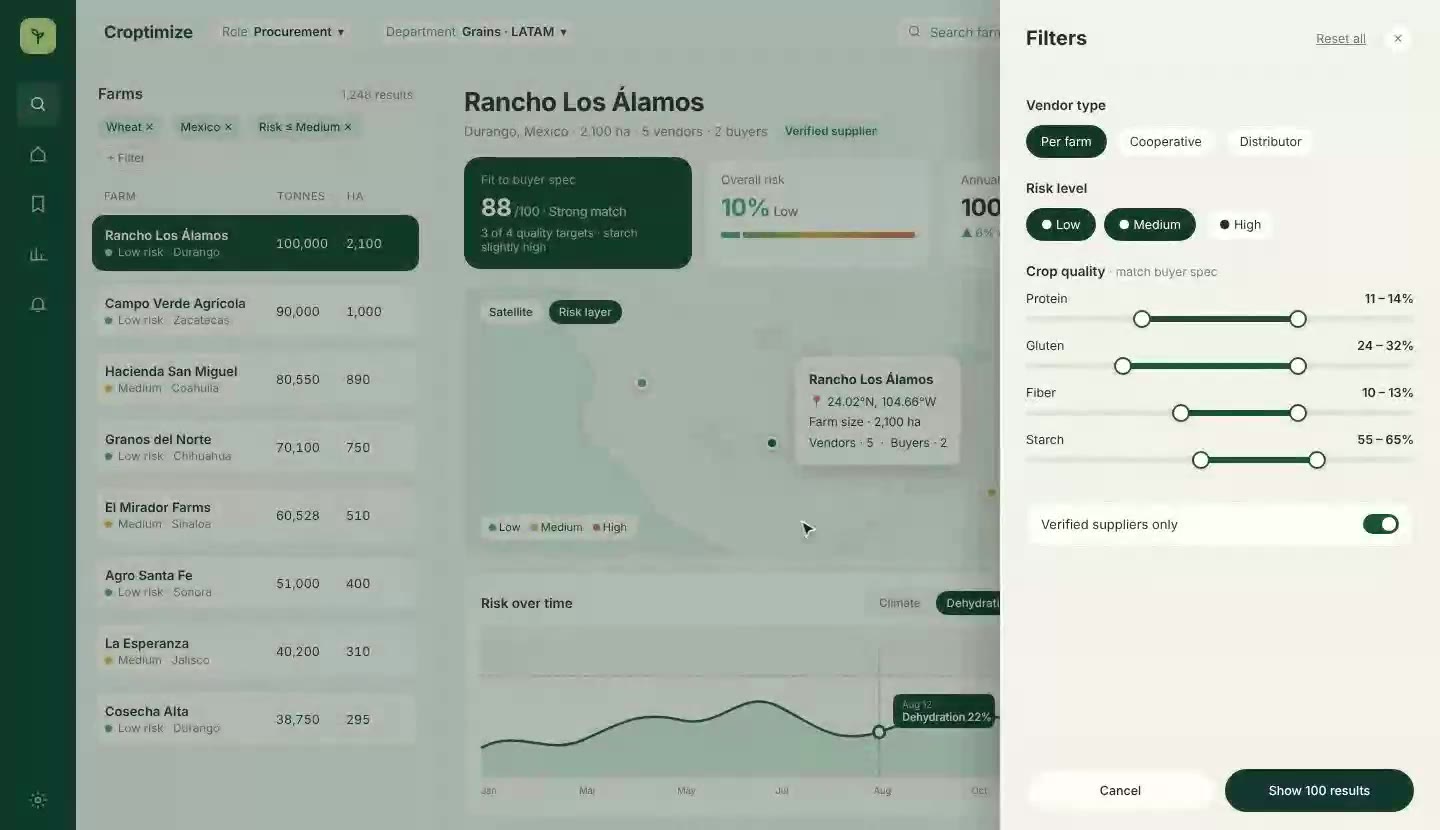 Croptimize
Role Procurement ▾
Department Grains · LATAM ▾
Search farm
Farms
1,248 results
Wheat ×
Mexico ×
Risk ≤ Medium ×
+ Filter
FARM TONNES HA
Rancho Los Álamos 100,000 2,100
Low risk · Durango
Campo Verde Agrícola 90,000 1,000
Low risk · Zacatecas
Hacienda San Miguel 80,550 890
Medium · Coahuila
Granos del Norte 70,100 750
Low risk · Chihuahua
El Mirador Farms 60,528 510
Medium · Sinaloa
Agro Santa Fe 51,000 400
Low risk · Sonora
La Esperanza 40,200 310
Medium · Jalisco
Cosecha Alta 38,750 295
Low risk · Durango
Rancho Los Álamos
Durango, Mexico · 2,100 ha · 5 vendors · 2 buyers
Verified supplier
Fit to buyer spec
88 /100 · Strong match
3 of 4 quality targets · starch
slightly high
Overall risk
10% Low
Annual
100
▲ 6%
Satellite
Risk layer
Rancho Los Álamos
24.02°N, 104.66°W
Farm size · 2,100 ha
Vendors · 5 · Buyers · 2
Low Medium High
Risk over time
Climate
Dehydrati
Aug 12
Dehydration 22%
Jan Mar May Jul Aug Oct
Filters
Reset all
×
Vendor type
Per farm
Cooperative
Distributor
Risk level
Low
Medium
High
Crop quality · match buyer spec
Protein 11 – 14%
Gluten 24 – 32%
Fiber 10 – 13%
Starch 55 – 65%
Verified suppliers only
Cancel
Show 100 results